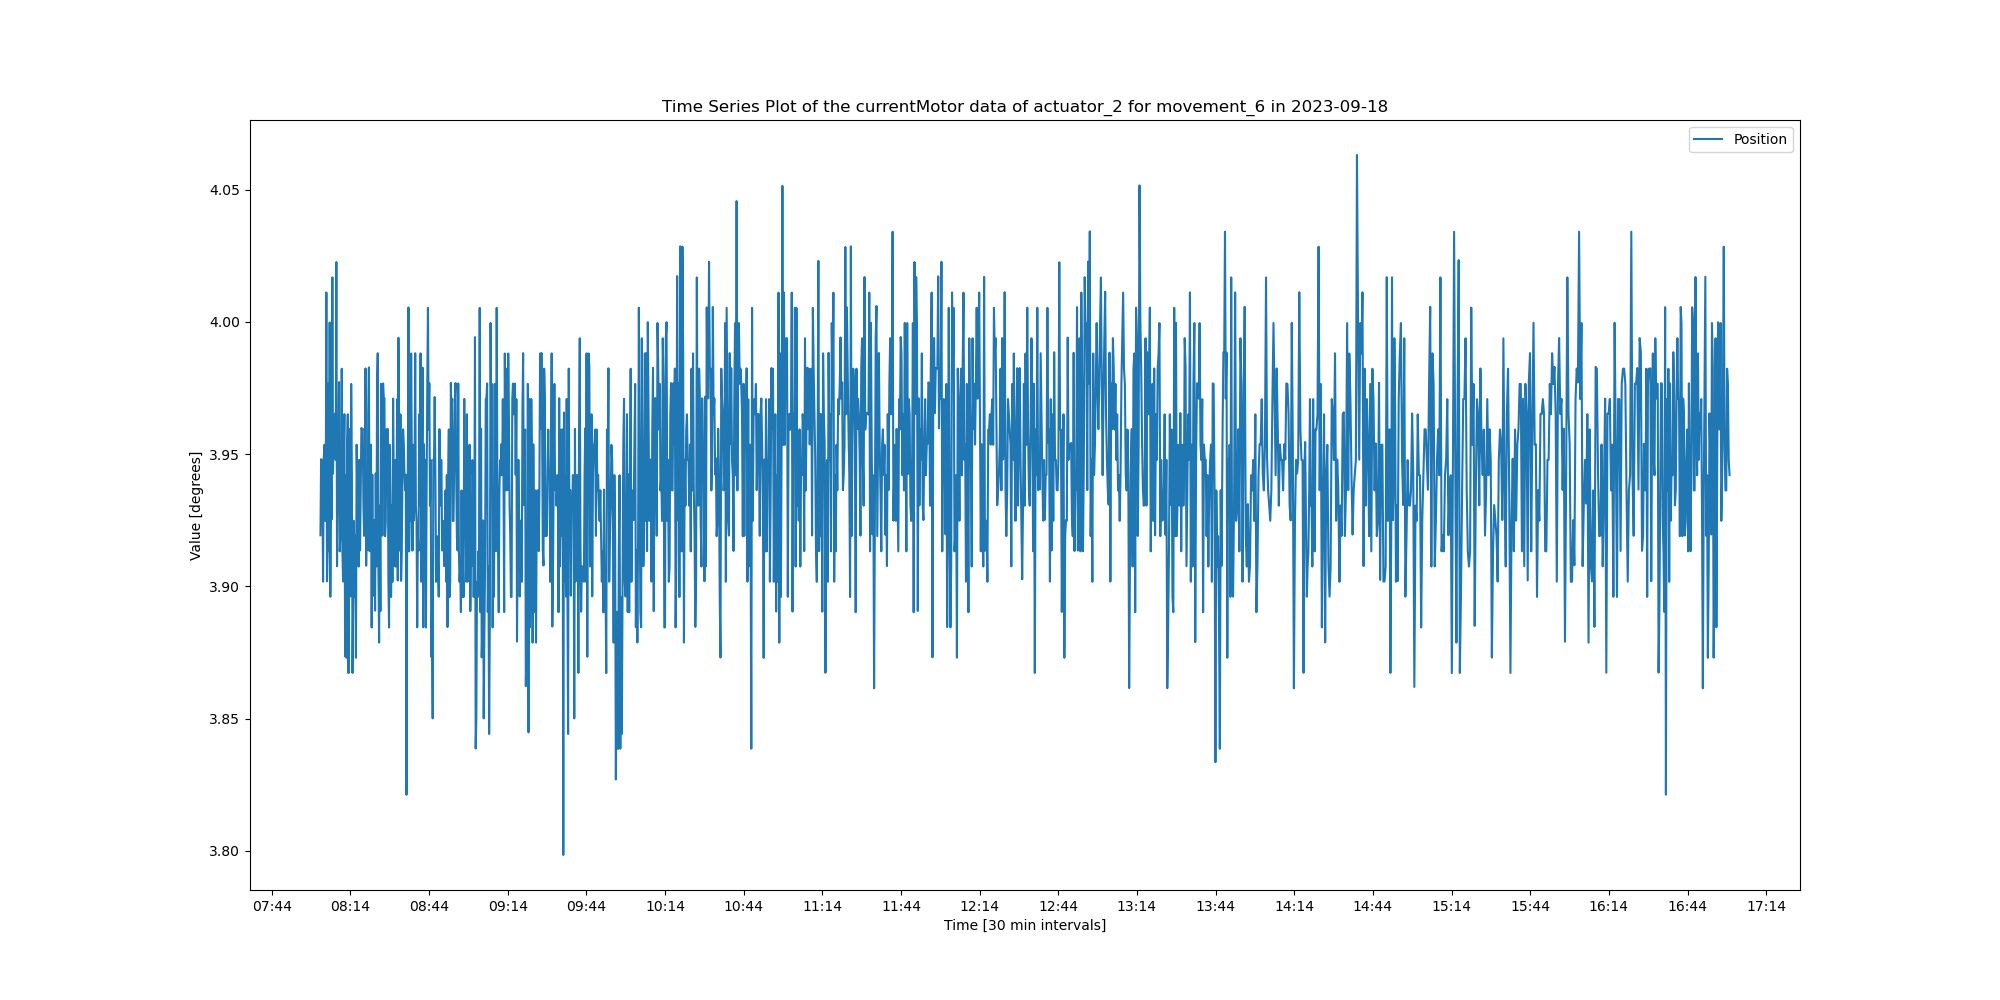 Time Series Plot of the currentMotor data of actuator_2 for movement_6 in 2023-09-18
Position
4.05
4.00
3.95
3.90
3.85
3.80
Value [degrees]
07:44 08:14 08:44 09:14 09:44 10:14 10:44 11:14 11:44 12:14 12:44 13:14 13:44 14:14 14:44 15:14 15:44 16:14 16:44 17:14
Time [30 min intervals]